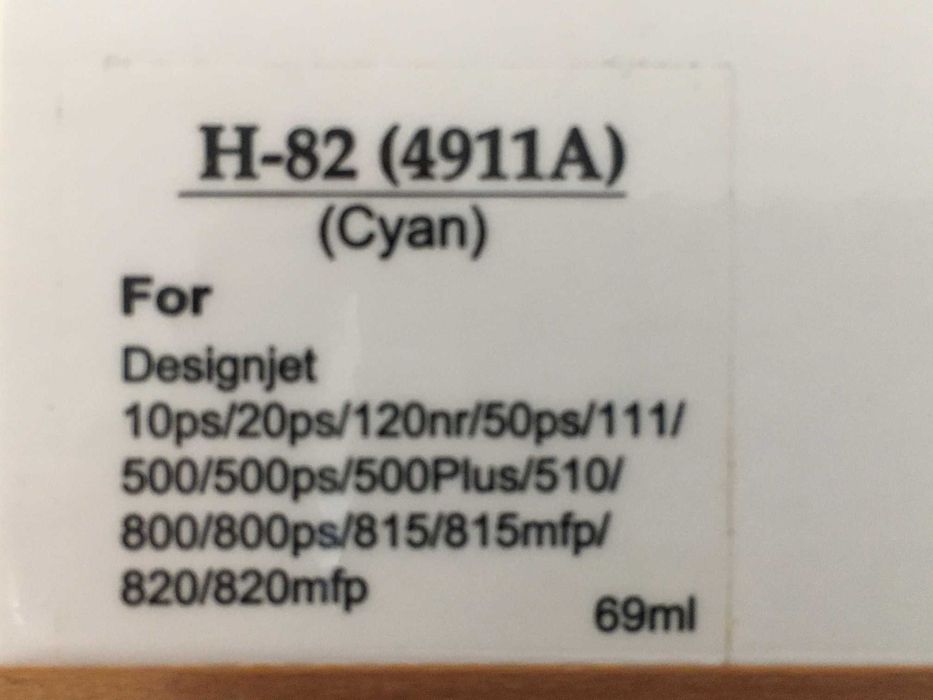 H-82 (4911A)
(Cyan)
For
Designjet
10ps/20ps/120nr/50ps/111/
500/500ps/500Plus/510/
800/800ps/815/815mfp/
820/820mfp
69ml